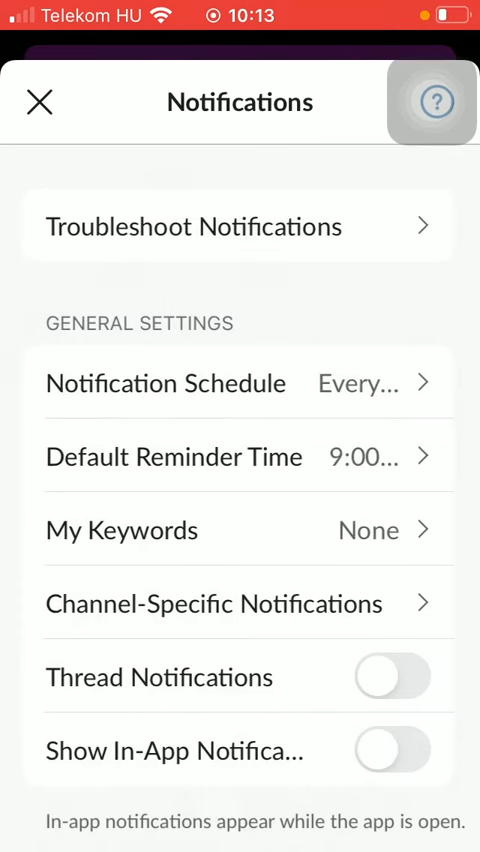 Telekom HU 10:13
Notifications ?
Troubleshoot Notifications
GENERAL SETTINGS
Notification Schedule Every...
Default Reminder Time 9:00...
My Keywords None
Channel-Specific Notifications
Thread Notifications
Show In-App Notifica...
In-app notifications appear while the app is open.